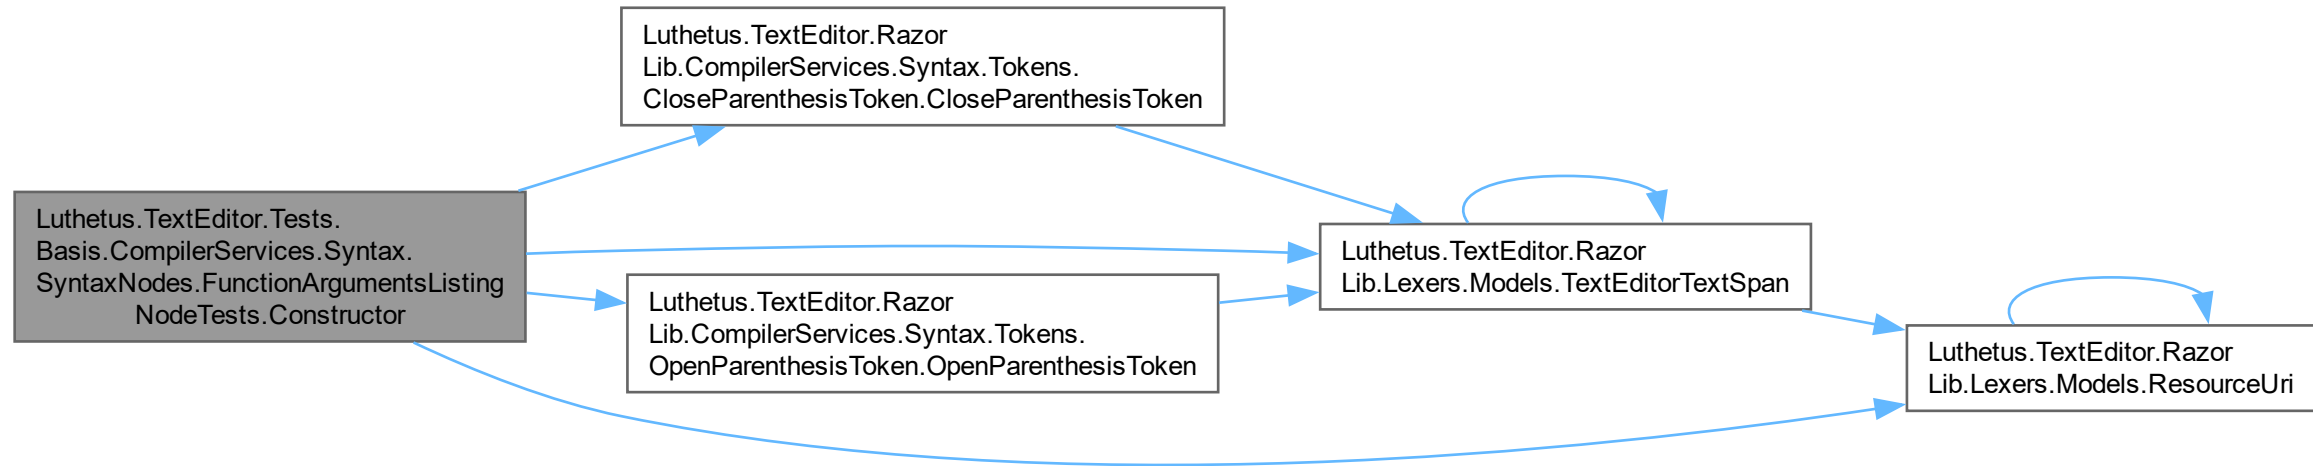 Luthetus.TextEditor.Razor
Lib.CompilerServices.Syntax.Tokens.
CloseParenthesisToken.CloseParenthesisToken
Luthetus.TextEditor.Tests.
Basis.CompilerServices.Syntax.
SyntaxNodes.FunctionArgumentsListing
NodeTests.Constructor
Luthetus.TextEditor.Razor
Lib.CompilerServices.Syntax.Tokens.
OpenParenthesisToken.OpenParenthesisToken
Luthetus.TextEditor.Razor
Lib.Lexers.Models.TextEditorTextSpan
Luthetus.TextEditor.Razor
Lib.Lexers.Models.ResourceUri